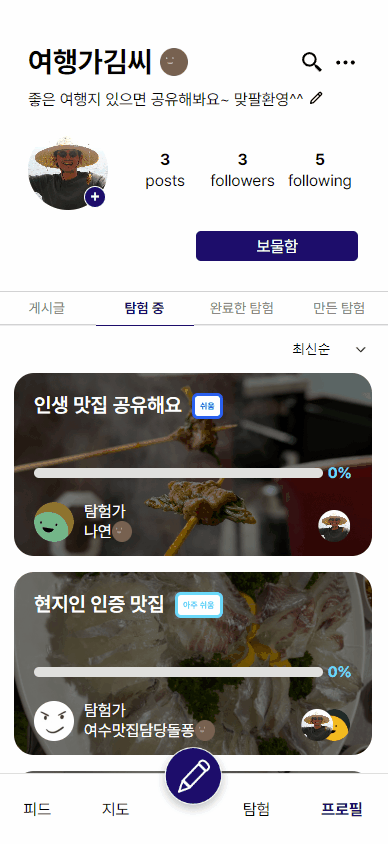 여행가김씨
좋은 여행지 있으면 공유해봐요~ 맞팔환영^^
3 3 5
posts followers following
보물함
게시글 탐험 중 완료한 탐험 만든 탐험
최신순
인생 맛집 공유해요 쉬움
0%
탐험가
나연
현지인 인증 맛집 아주 쉬움
0%
탐험가
여수맛집담당돌퐁
피드 지도 탐험 프로필